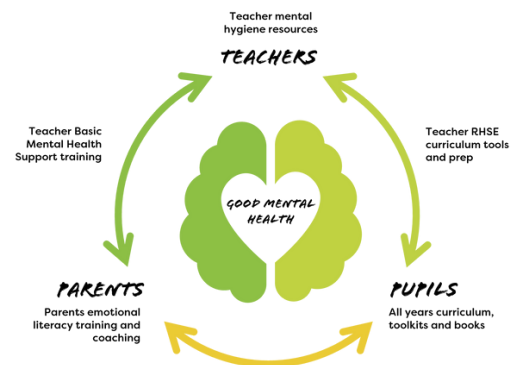 Teacher mental
hygiene resources
TEACHERS
Teacher Basic
Mental Health
Support training
Teacher RHSE
curriculum tools
and prep
GOOD MENTAL
HEALTH
PARENTS
Parents emotional
literacy training and
coaching
PUPILS
All years curriculum,
toolkits and books